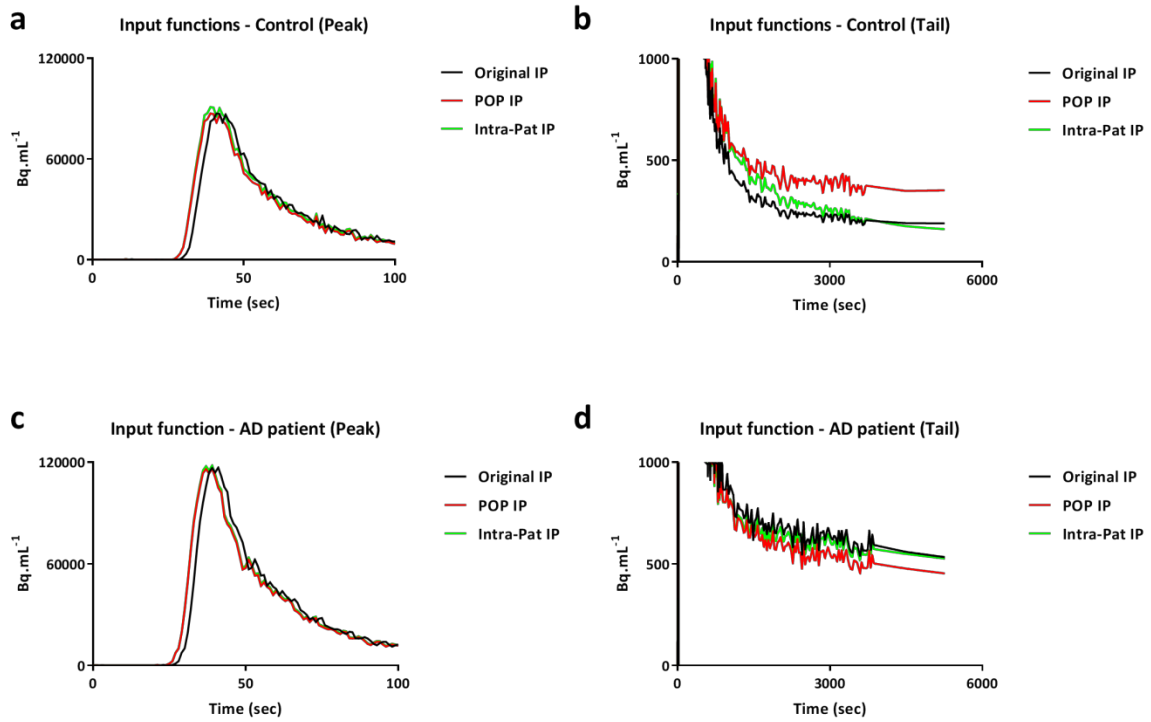 a
Input functions - Control (Peak)
120000
60000
0
Bq.mL⁻¹
0 50 100
Time (sec)
Original IP
POP IP
Intra-Pat IP
b
Input functions - Control (Tail)
1000
500
0
Bq.mL⁻¹
0 3000 6000
Time (sec)
Original IP
POP IP
Intra-Pat IP
c
Input function - AD patient (Peak)
120000
60000
0
Bq.mL⁻¹
0 50 100
Time (sec)
Original IP
POP IP
Intra-Pat IP
d
Input function - AD patient (Tail)
1000
500
0
Bq.mL⁻¹
0 3000 6000
Time (sec)
Original IP
POP IP
Intra-Pat IP